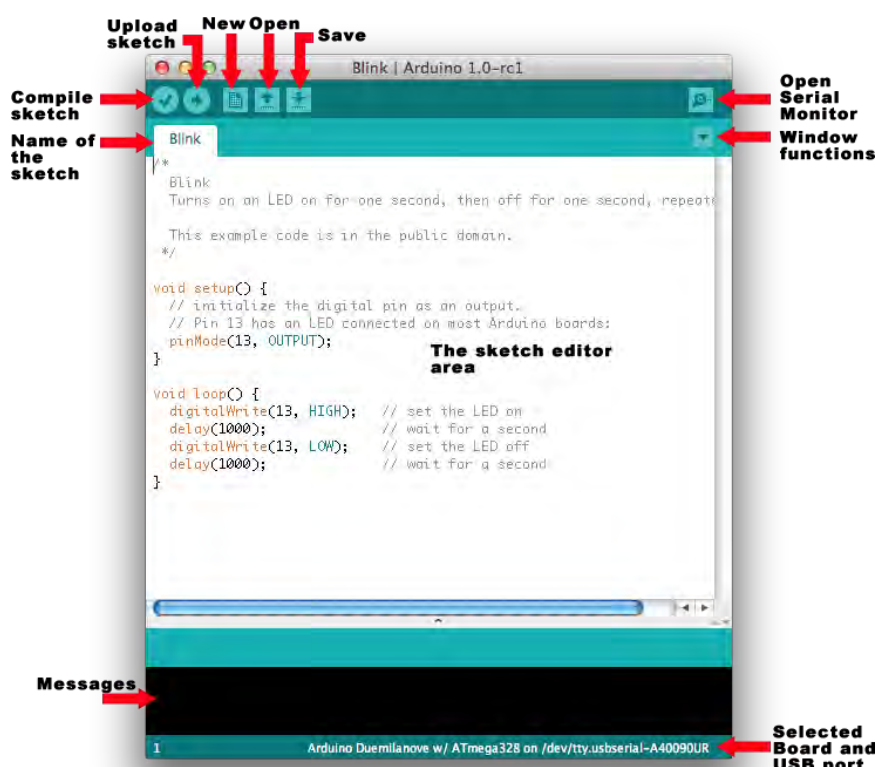 Upload sketch
New
Open
Save
Blink | Arduino 1.0-rc1
Compile sketch
Open Serial Monitor
Name of the sketch
Blink
Window functions
/*
Blink
Turns on an LED on for one second, then off for one second, repeat
This example code is in the public domain.
*/
void setup() {
// initialize the digital pin as an output.
// Pin 13 has an LED connected on most Arduino boards:
pinMode(13, OUTPUT);
}
The sketch editor area
void loop() {
digitalWrite(13, HIGH);   // set the LED on
delay(1000);              // wait for a second
digitalWrite(13, LOW);    // set the LED off
delay(1000);              // wait for a second
}
Messages
1
Arduino Duemilanove w/ ATmega328 on /dev/tty.usbserial-A40090UR
Selected Board and USB port